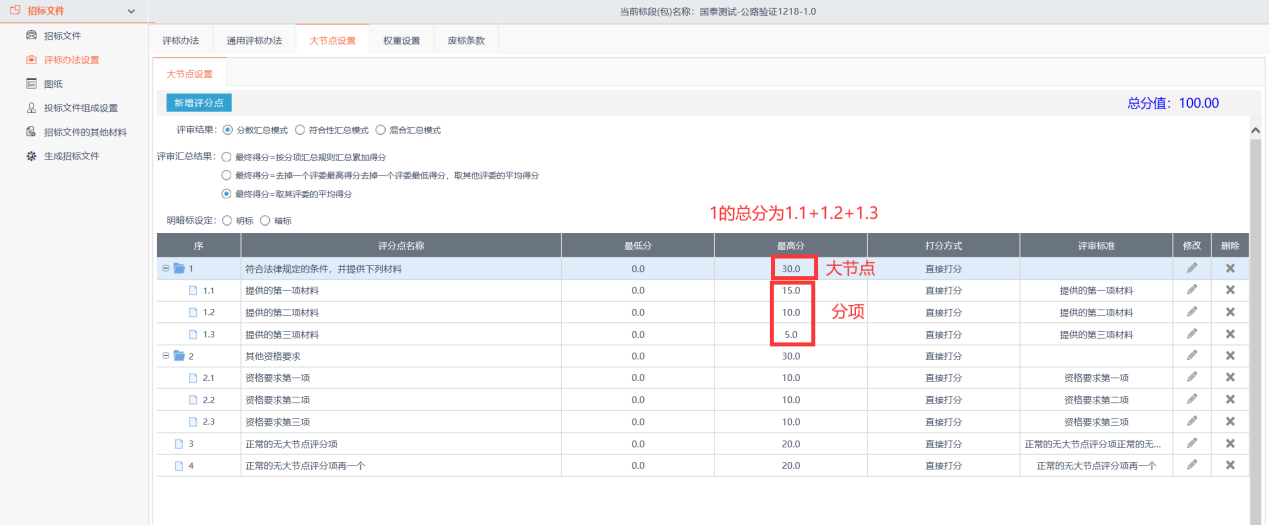 招标文件
当前标段(包)名称：国泰测试-公路验证1218-1.0
招标文件
评标办法设置
图纸
投标文件组成设置
招标文件的其他材料
生成招标文件
评标办法 通用评标办法 大节点设置 权重设置 废标条款
大节点设置
新增评分点 总分值：100.00
评审结果： 分数汇总模式 符合性汇总模式 混合汇总模式
评审汇总结果： 最终得分=按分项汇总规则汇总累加得分
最终得分=去掉一个评委最高得分去掉一个评委最低得分，取其他评委的平均得分
最终得分=取其评委的平均得分
明暗标设定： 明标 暗标
1的总分为1.1+1.2+1.3
序 评分点名称 最低分 最高分 打分方式 评审标准 修改 删除
1 符合法律规定的条件，并提供下列材料 0.0 30.0 大节点 直接打分
1.1 提供的第一项材料 0.0 15.0 直接打分 提供的第一项材料
1.2 提供的第二项材料 0.0 10.0 分项 直接打分 提供的第二项材料
1.3 提供的第三项材料 0.0 5.0 直接打分 提供的第三项材料
2 其他资格要求 0.0 30.0 直接打分
2.1 资格要求第一项 0.0 10.0 直接打分 资格要求第一项
2.2 资格要求第二项 0.0 10.0 直接打分 资格要求第二项
2.3 资格要求第三项 0.0 10.0 直接打分 资格要求第三项
3 正常的无大节点评分项 0.0 20.0 直接打分 正常的无大节点评分项正常的无...
4 正常的无大节点评分项再一个 0.0 20.0 直接打分 正常的无大节点评分项再一个